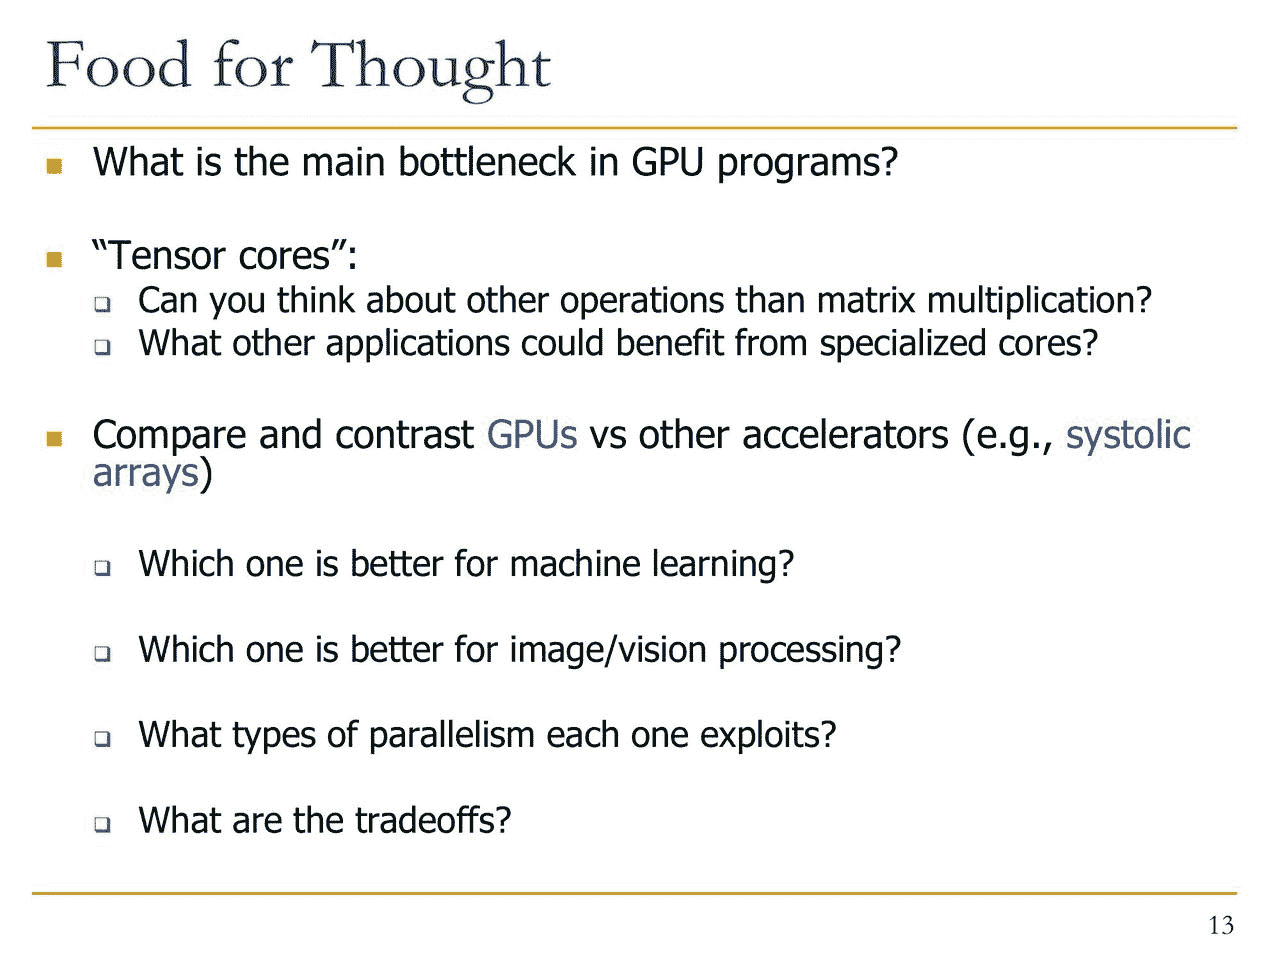 Food for Thought
What is the main bottleneck in GPU programs?
“Tensor cores”:
Can you think about other operations than matrix multiplication?
What other applications could benefit from specialized cores?
Compare and contrast GPUs vs other accelerators (e.g., systolic
arrays)
Which one is better for machine learning?
Which one is better for image/vision processing?
What types of parallelism each one exploits?
What are the tradeoffs?
13